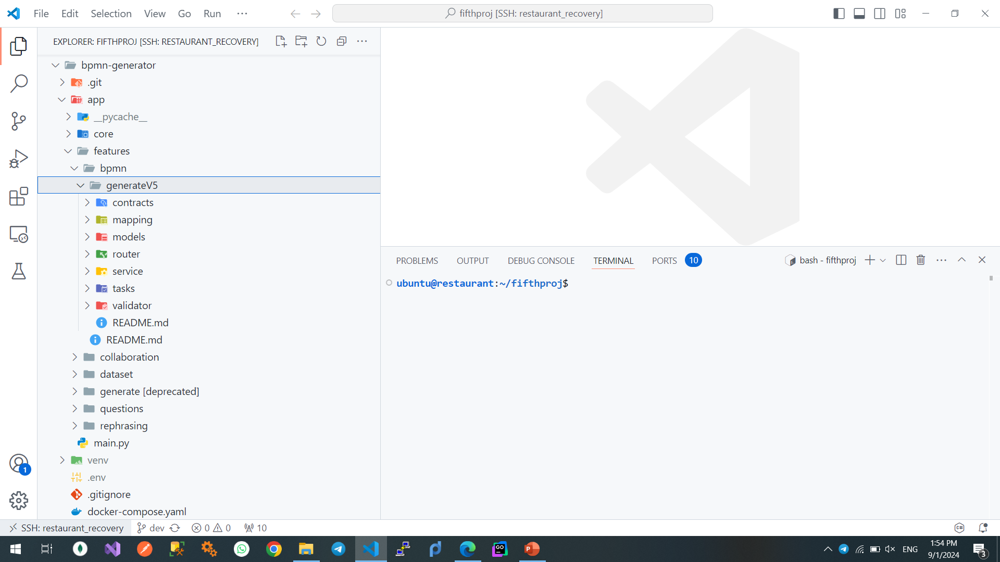 File Edit Selection View Go Run ···
fifthproj [SSH: restaurant_recovery]
EXPLORER: FIFTHPROJ [SSH: RESTAURANT_RECOVERY]
bpmn-generator
.git
app
__pycache__
core
features
bpmn
generateV5
contracts
mapping
models
router
service
tasks
validator
README.md
README.md
collaboration
dataset
generate [deprecated]
questions
rephrasing
main.py
venv
.env
.gitignore
docker-compose.yaml
PROBLEMS OUTPUT DEBUG CONSOLE TERMINAL PORTS 10
bash - fifthproj
ubuntu@restaurant:~/fifthproj$
1
SSH: restaurant_recovery dev 0 0 10
C#
GO
P
ENG
1:54 PM
9/1/2024
3